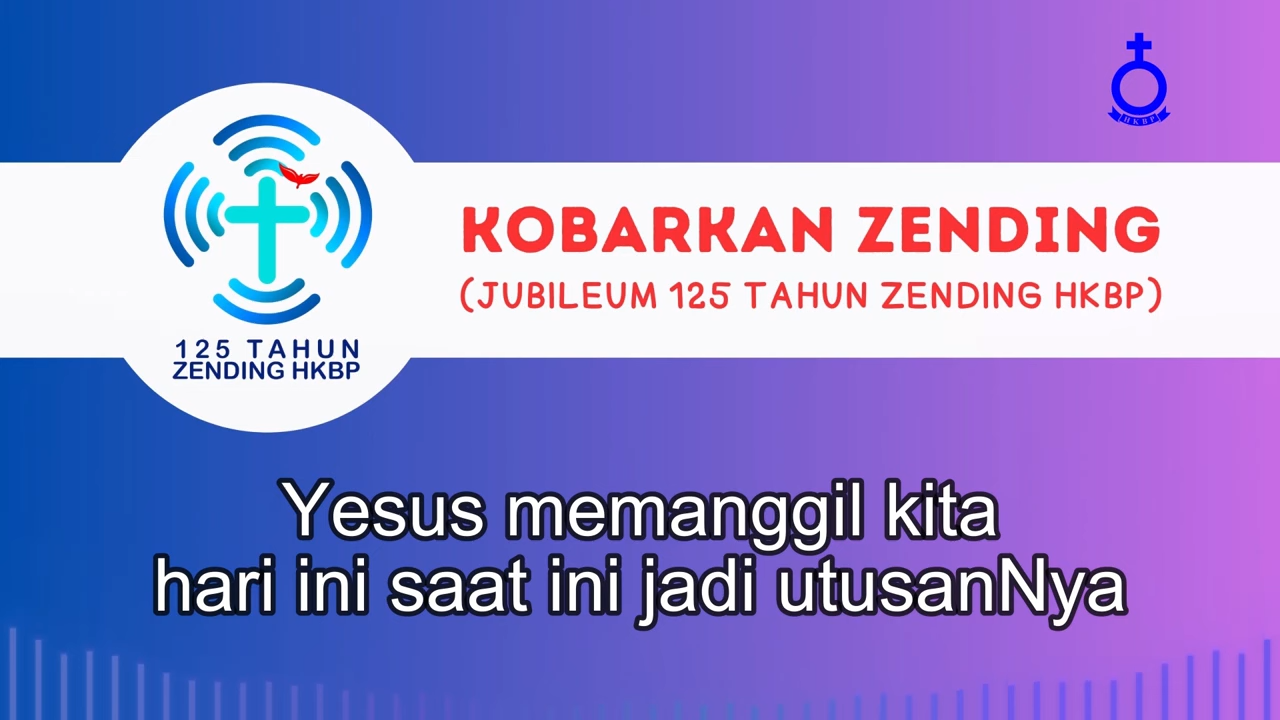 HKBP
KOBARKAN ZENDING
(JUBILEUM 125 TAHUN ZENDING HKBP)
125 TAHUN
ZENDING HKBP
Yesus memanggil kita
hari ini saat ini jadi utusanNya